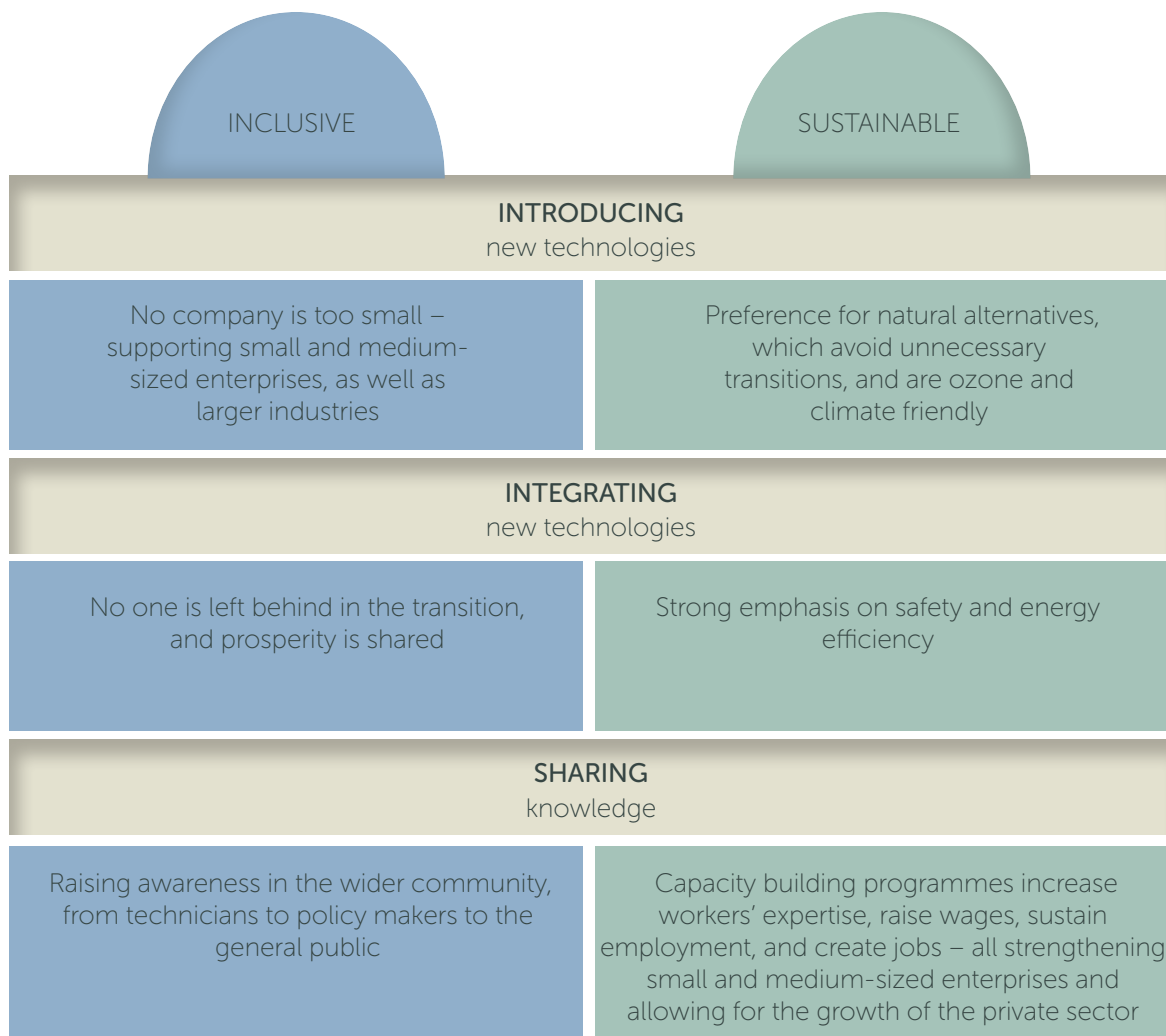 INCLUSIVE
SUSTAINABLE
INTRODUCING
new technologies
No company is too small –
supporting small and medium-
sized enterprises, as well as
larger industries
Preference for natural alternatives,
which avoid unnecessary
transitions, and are ozone and
climate friendly
INTEGRATING
new technologies
No one is left behind in the transition,
and prosperity is shared
Strong emphasis on safety and energy
efficiency
SHARING
knowledge
Raising awareness in the wider community,
from technicians to policy makers to the
general public
Capacity building programmes increase
workers’ expertise, raise wages, sustain
employment, and create jobs – all strengthening
small and medium-sized enterprises and
allowing for the growth of the private sector